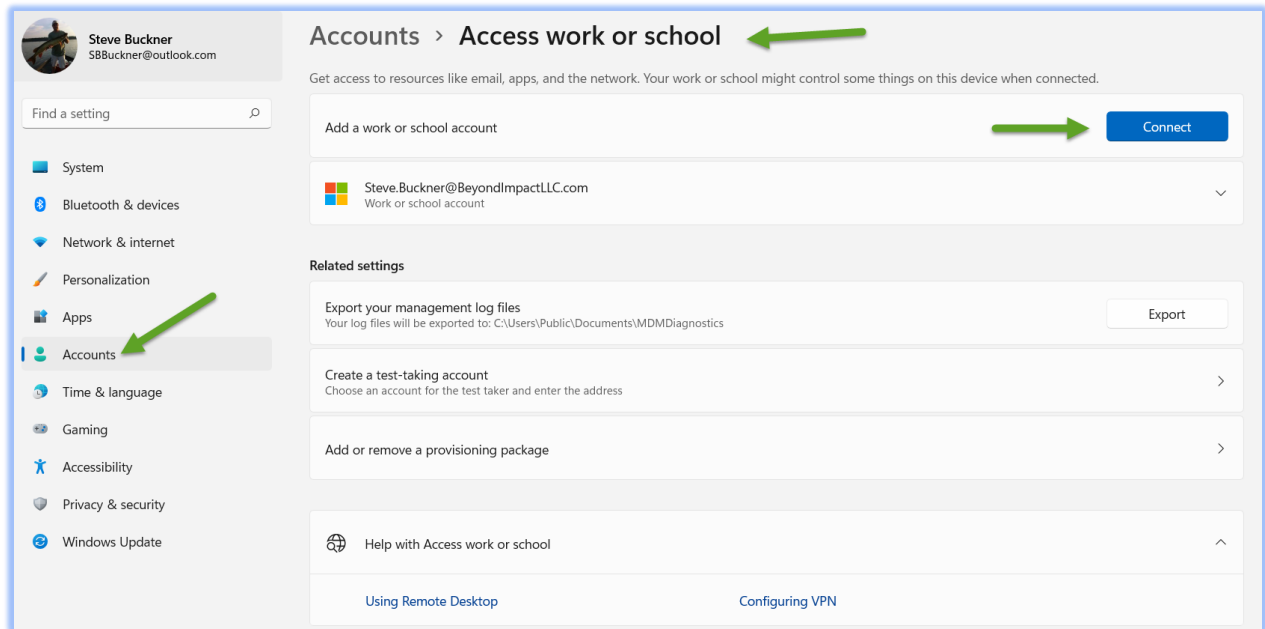 Steve Buckner
SBBuckner@outlook.com
Find a setting
System
Bluetooth & devices
Network & internet
Personalization
Apps
Accounts
Time & language
Gaming
Accessibility
Privacy & security
Windows Update
Accounts > Access work or school
Get access to resources like email, apps, and the network. Your work or school might control some things on this device when connected.
Add a work or school account
Connect
Steve.Buckner@BeyondImpactLLC.com
Work or school account
Related settings
Export your management log files
Your log files will be exported to: C:\Users\Public\Documents\MDMDiagnostics
Export
Create a test-taking account
Choose an account for the test taker and enter the address
Add or remove a provisioning package
Help with Access work or school
Using Remote Desktop
Configuring VPN